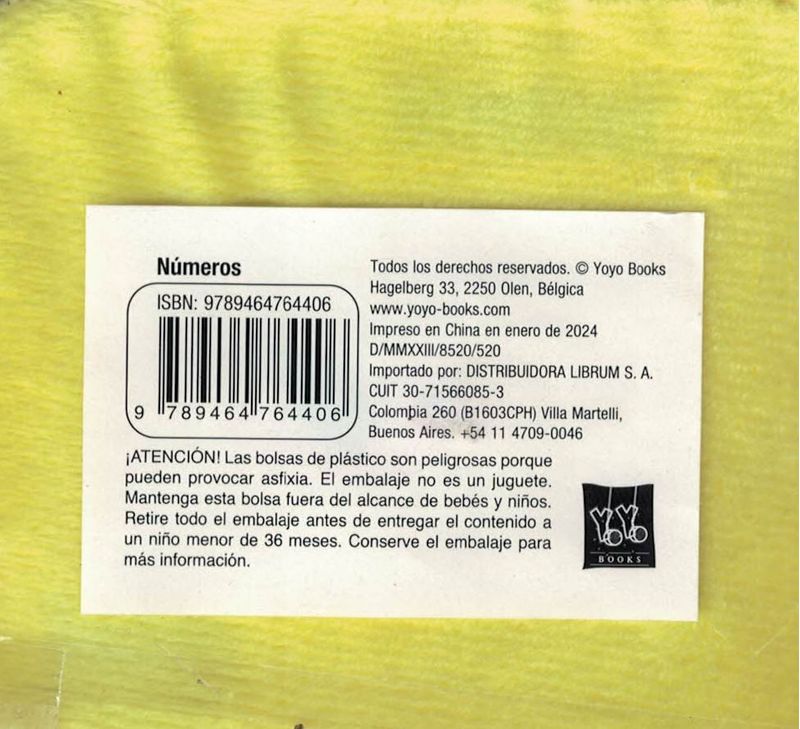 Números
ISBN: 9789464764406
9 789464 764406
Todos los derechos reservados. © Yoyo Books
Hagelberg 33, 2250 Olen, Bélgica
www.yoyo-books.com
Impreso en China en enero de 2024
D/MMXXIII/8520/520
Importado por: DISTRIBUIDORA LIBRUM S. A.
CUIT 30-71566085-3
Colombia 260 (B1603CPH) Villa Martelli,
Buenos Aires. +54 11 4709-0046
¡ATENCIÓN! Las bolsas de plástico son peligrosas porque
pueden provocar asfixia. El embalaje no es un juguete.
Mantenga esta bolsa fuera del alcance de bebés y niños.
Retire todo el embalaje antes de entregar el contenido a
un niño menor de 36 meses. Conserve el embalaje para
más información.
YOYO
BOOKS